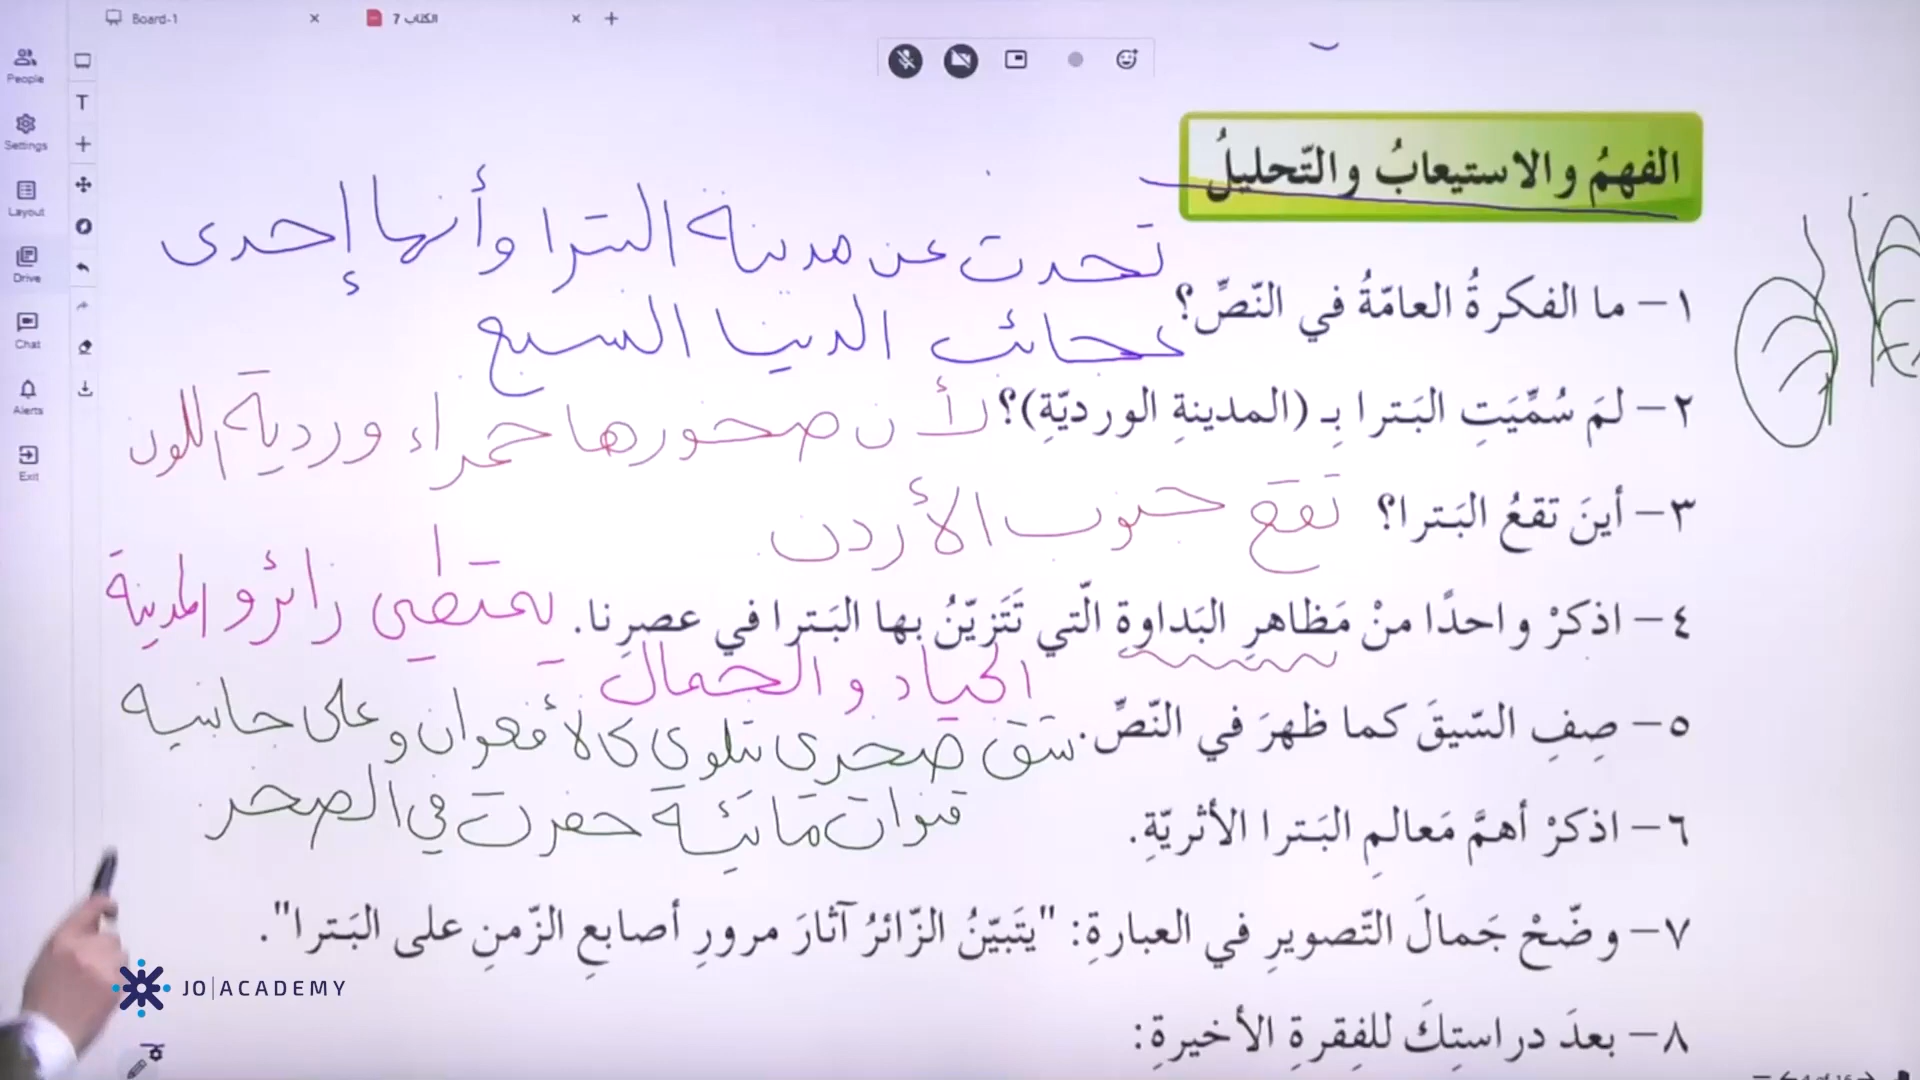 Board-1
الكتاب 7
People
Settings
Layout
Drive
Chat
Alerts
Exit
الفهمُ والاستيعابُ والتّحليلُ
١- ما الفكرةُ العامّةُ في النّصِّ؟
تحدث عن مدينة البترا وأنها إحدى
عجائب الدنيا السبع
٢- لمَ سُمِّيَتِ البَترا بِـ (المدينةِ الورديّةِ)؟ لأن صخورها حمراء وردية اللون
٣- أينَ تقعُ البَترا؟ تقع جنوب الأردن
٤- اذكرْ واحدًا منْ مَظاهرِ البَداوةِ الّتي تَتَزيّنُ بها البَترا في عصرِنا. يمتطي زائرو المدينة
الجياد والجمال
٥- صِفِ السّيقَ كما ظهرَ في النّصِّ. شق صخري يتلوى كالأفعوان وعلى جانبيه
قنوات مائية حفرت في الصخر
٦- اذكرْ أهمَّ مَعالمِ البَترا الأثريّةِ.
٧- وضّحْ جَمالَ التّصويرِ في العبارةِ: "يتَبيّنُ الزّائرُ آثارَ مرورِ أصابعِ الزّمنِ على البَترا".
٨- بعدَ دراستِكَ للفِقرةِ الأخيرةِ:
JO|ACADEMY